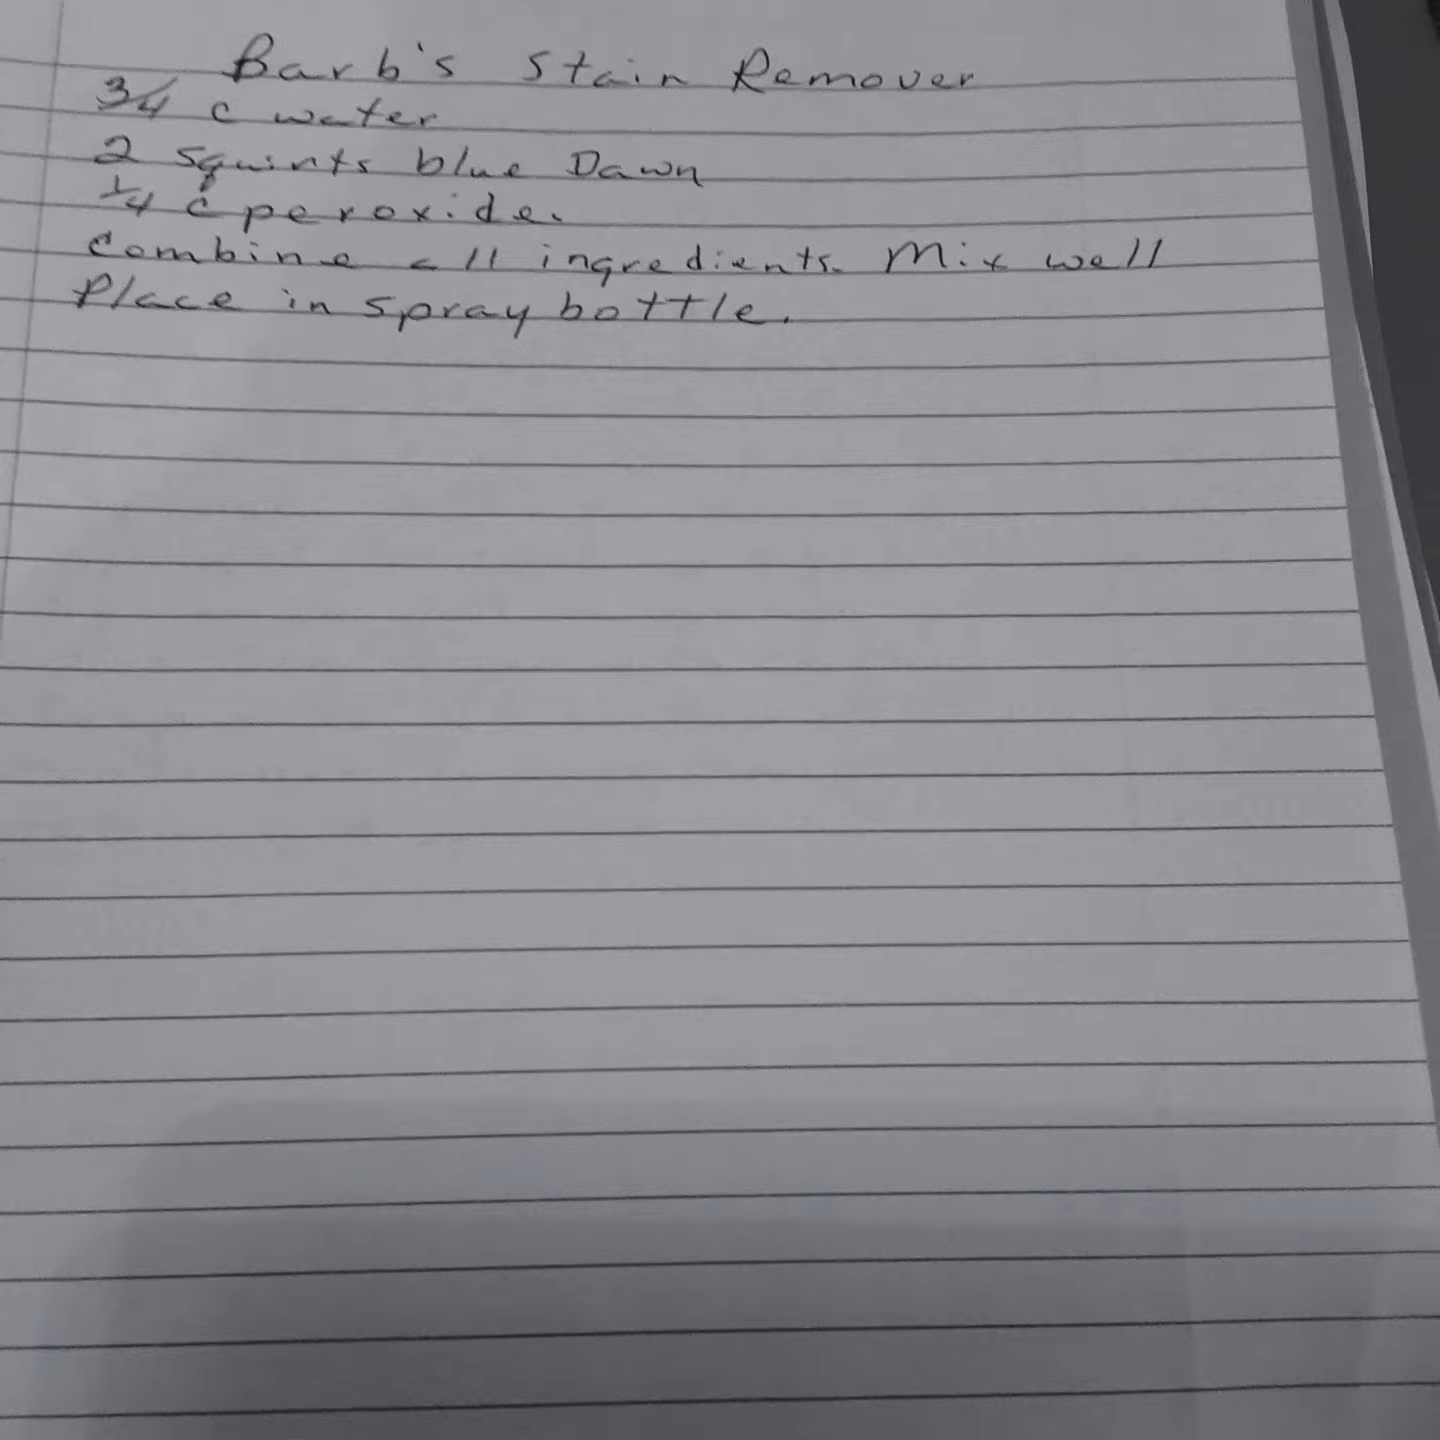 Barb's Stain Remover
3/4 c water
2 squints blue Dawn
1/4 c peroxide.
Combine all ingredients. Mix well
Place in spray bottle.